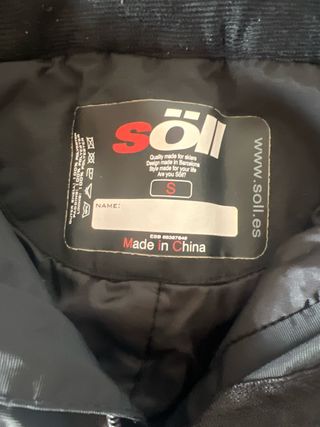 söll
Quality made for skiers
Design made in Barcelona
Style made for your life
Are you Söll?
S
NAME:
Made in China
www.soll.es